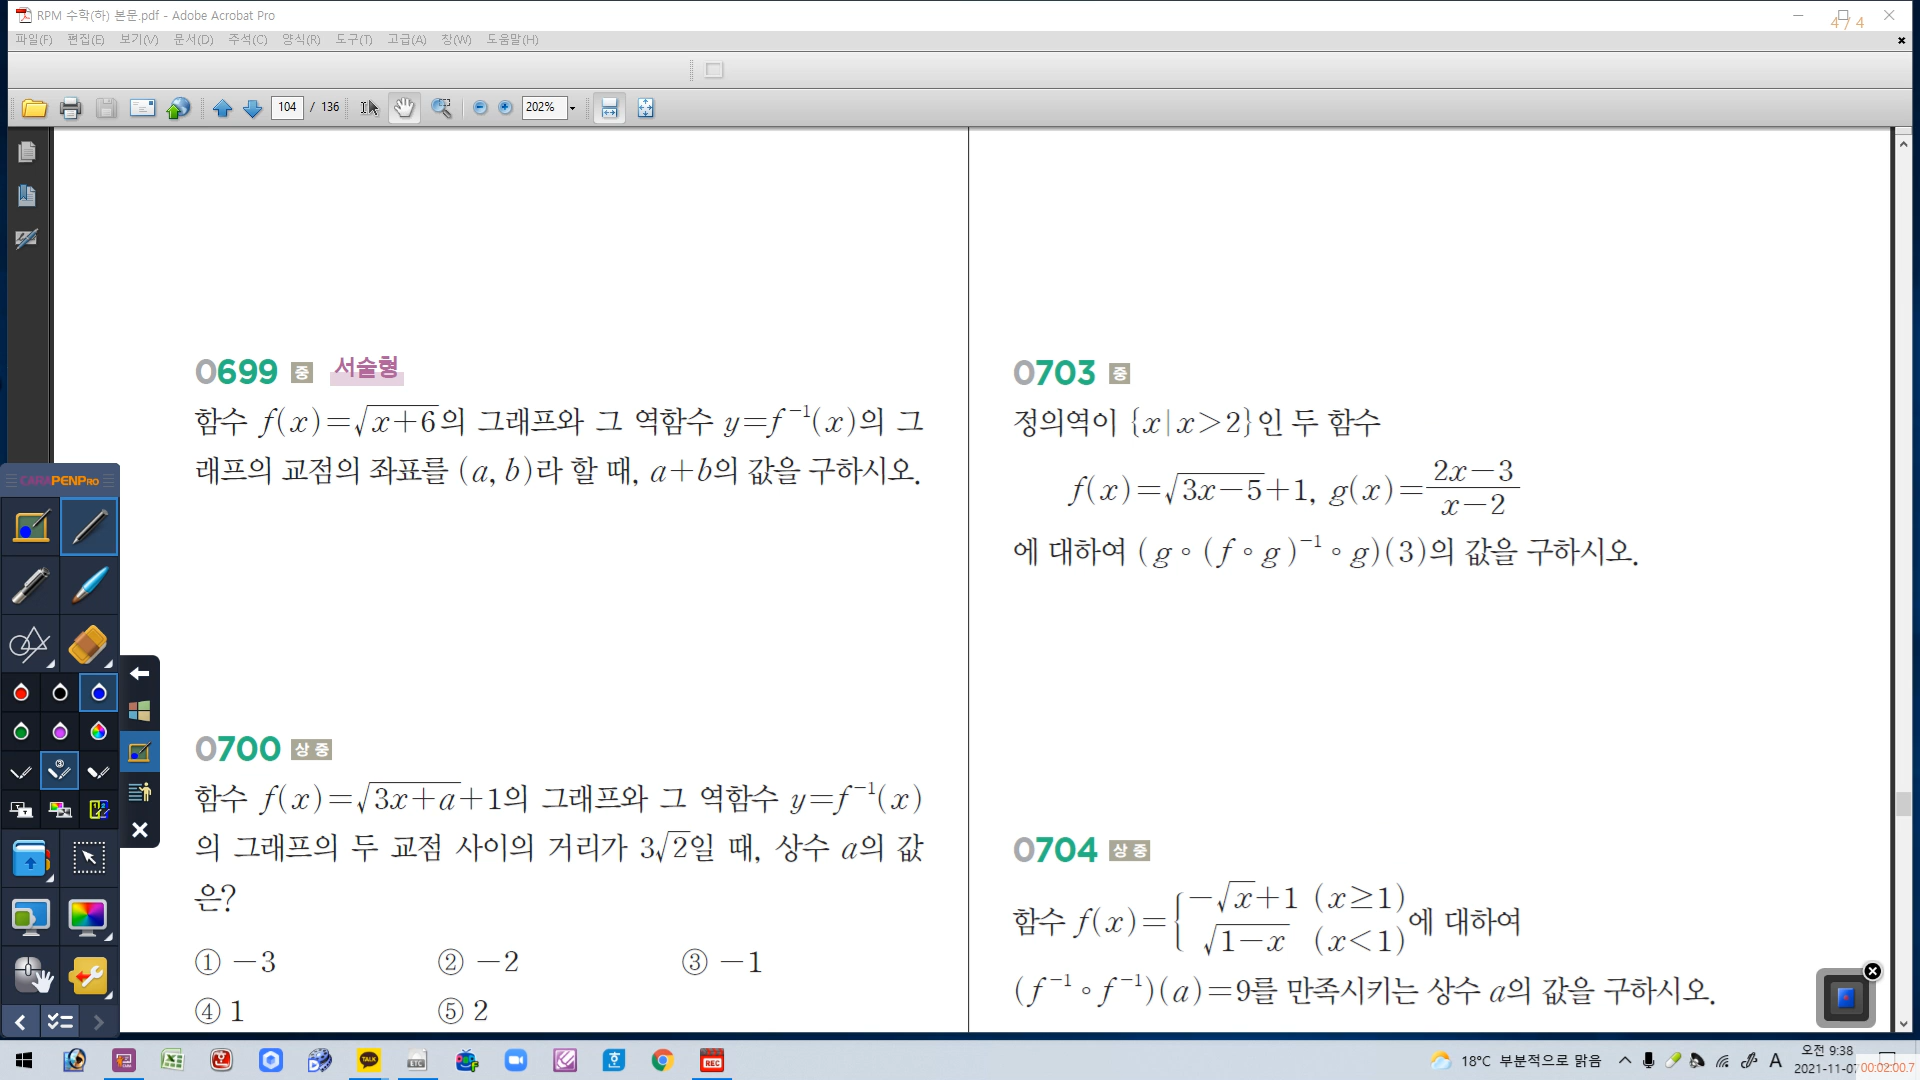 RPM 수학(하) 본문.pdf - Adobe Acrobat Pro
4 / 4
파일(F) 편집(E) 보기(V) 문서(D) 주석(C) 양식(R) 도구(T) 고급(A) 창(W) 도움말(H)
104 / 136 202%
0699 중 서술형
함수 f(x)=√(x+6)의 그래프와 그 역함수 y=f⁻¹(x)의 그
래프의 교점의 좌표를 (a, b)라 할 때, a+b의 값을 구하시오.
0700 상 중
함수 f(x)=√(3x+a)+1의 그래프와 그 역함수 y=f⁻¹(x)
의 그래프의 두 교점 사이의 거리가 3√2일 때, 상수 a의 값
은?
① −3 ② −2 ③ −1
④ 1 ⑤ 2
0703 중
정의역이 {x|x>2}인 두 함수
f(x)=√(3x−5)+1, g(x)=(2x−3)/(x−2)
에 대하여 (g∘(f∘g)⁻¹∘g)(3)의 값을 구하시오.
0704 상 중
함수 f(x)={−√x+1 (x≥1)
√(1−x) (x<1)에 대하여
(f⁻¹∘f⁻¹)(a)=9를 만족시키는 상수 a의 값을 구하시오.
CARAPENPRO
TALK
ETC
REC
18°C 부분적으로 맑음
A
오전 9:38
2021-11-07
00:02:00.7